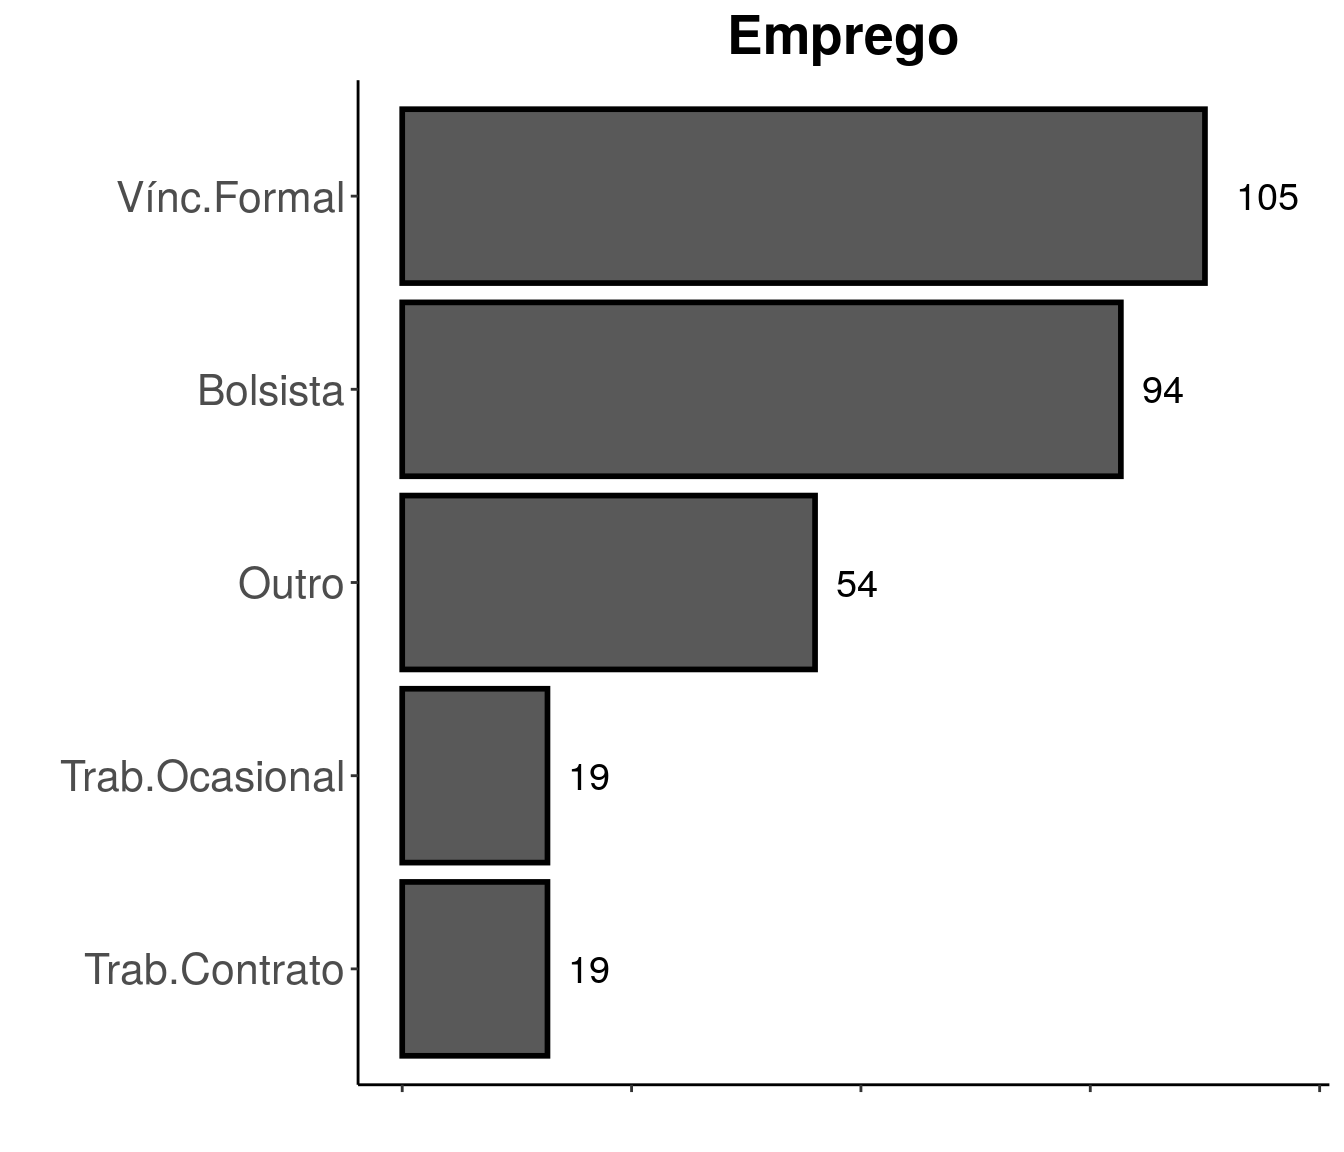 Emprego
Vínc.Formal 105
Bolsista 94
Outro 54
Trab.Ocasional 19
Trab.Contrato 19